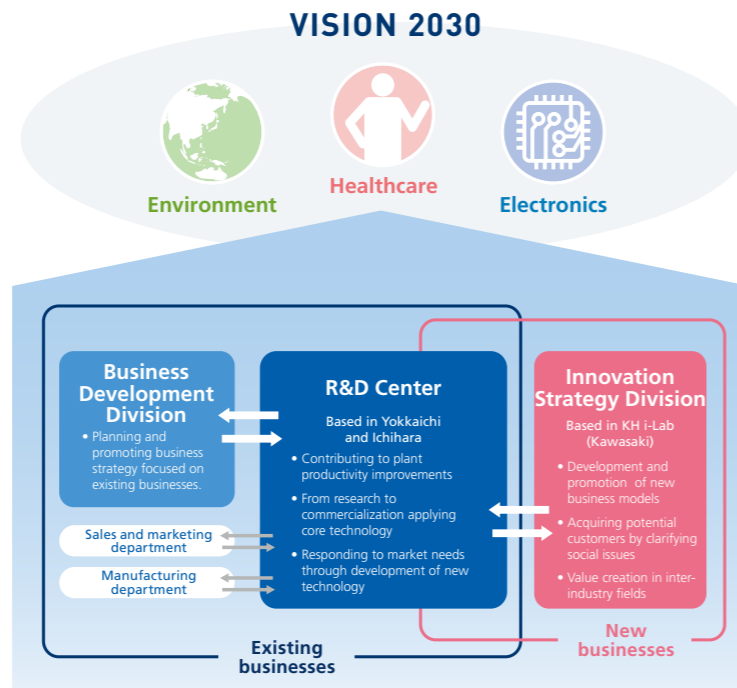 VISION 2030
Environment
Healthcare
Electronics
Business
Development
Division
• Planning and
promoting business
strategy focused on
existing businesses.
Sales and marketing
department
Manufacturing
department
R&D Center
Based in Yokkaichi
and Ichihara
• Contributing to plant
productivity improvements
• From research to
commercialization applying
core technology
• Responding to market needs
through development of new
technology
Innovation
Strategy Division
Based in KH i-Lab
(Kawasaki)
• Development and
promotion of new
business models
• Acquiring potential
customers by clarifying
social issues
• Value creation in inter-
industry fields
Existing
businesses
New
businesses